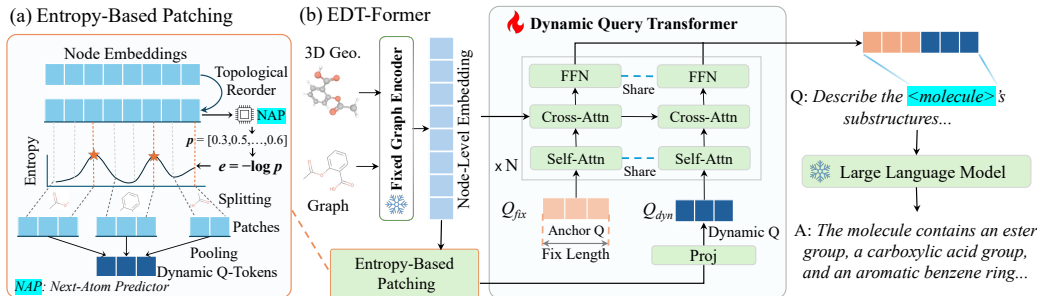 (a) Entropy-Based Patching
Node Embeddings
Topological
Reorder
NAP
p = [0.3,0.5,...,0.6]
e = −log p
Entropy
Splitting
Patches
Pooling
Dynamic Q-Tokens
NAP: Next-Atom Predictor
(b) EDT-Former
3D Geo.
Graph
Fixed Graph Encoder
Node-Level Embedding
Entropy-Based
Patching
Dynamic Query Transformer
FFN
Share
FFN
Cross-Attn
Cross-Attn
Self-Attn
Share
Self-Attn
x N
Qfix
Anchor Q
Fix Length
Qdyn
Dynamic Q
Proj
Q: Describe the <molecule>'s
substructures...
Large Language Model
A: The molecule contains an ester
group, a carboxylic acid group,
and an aromatic benzene ring...